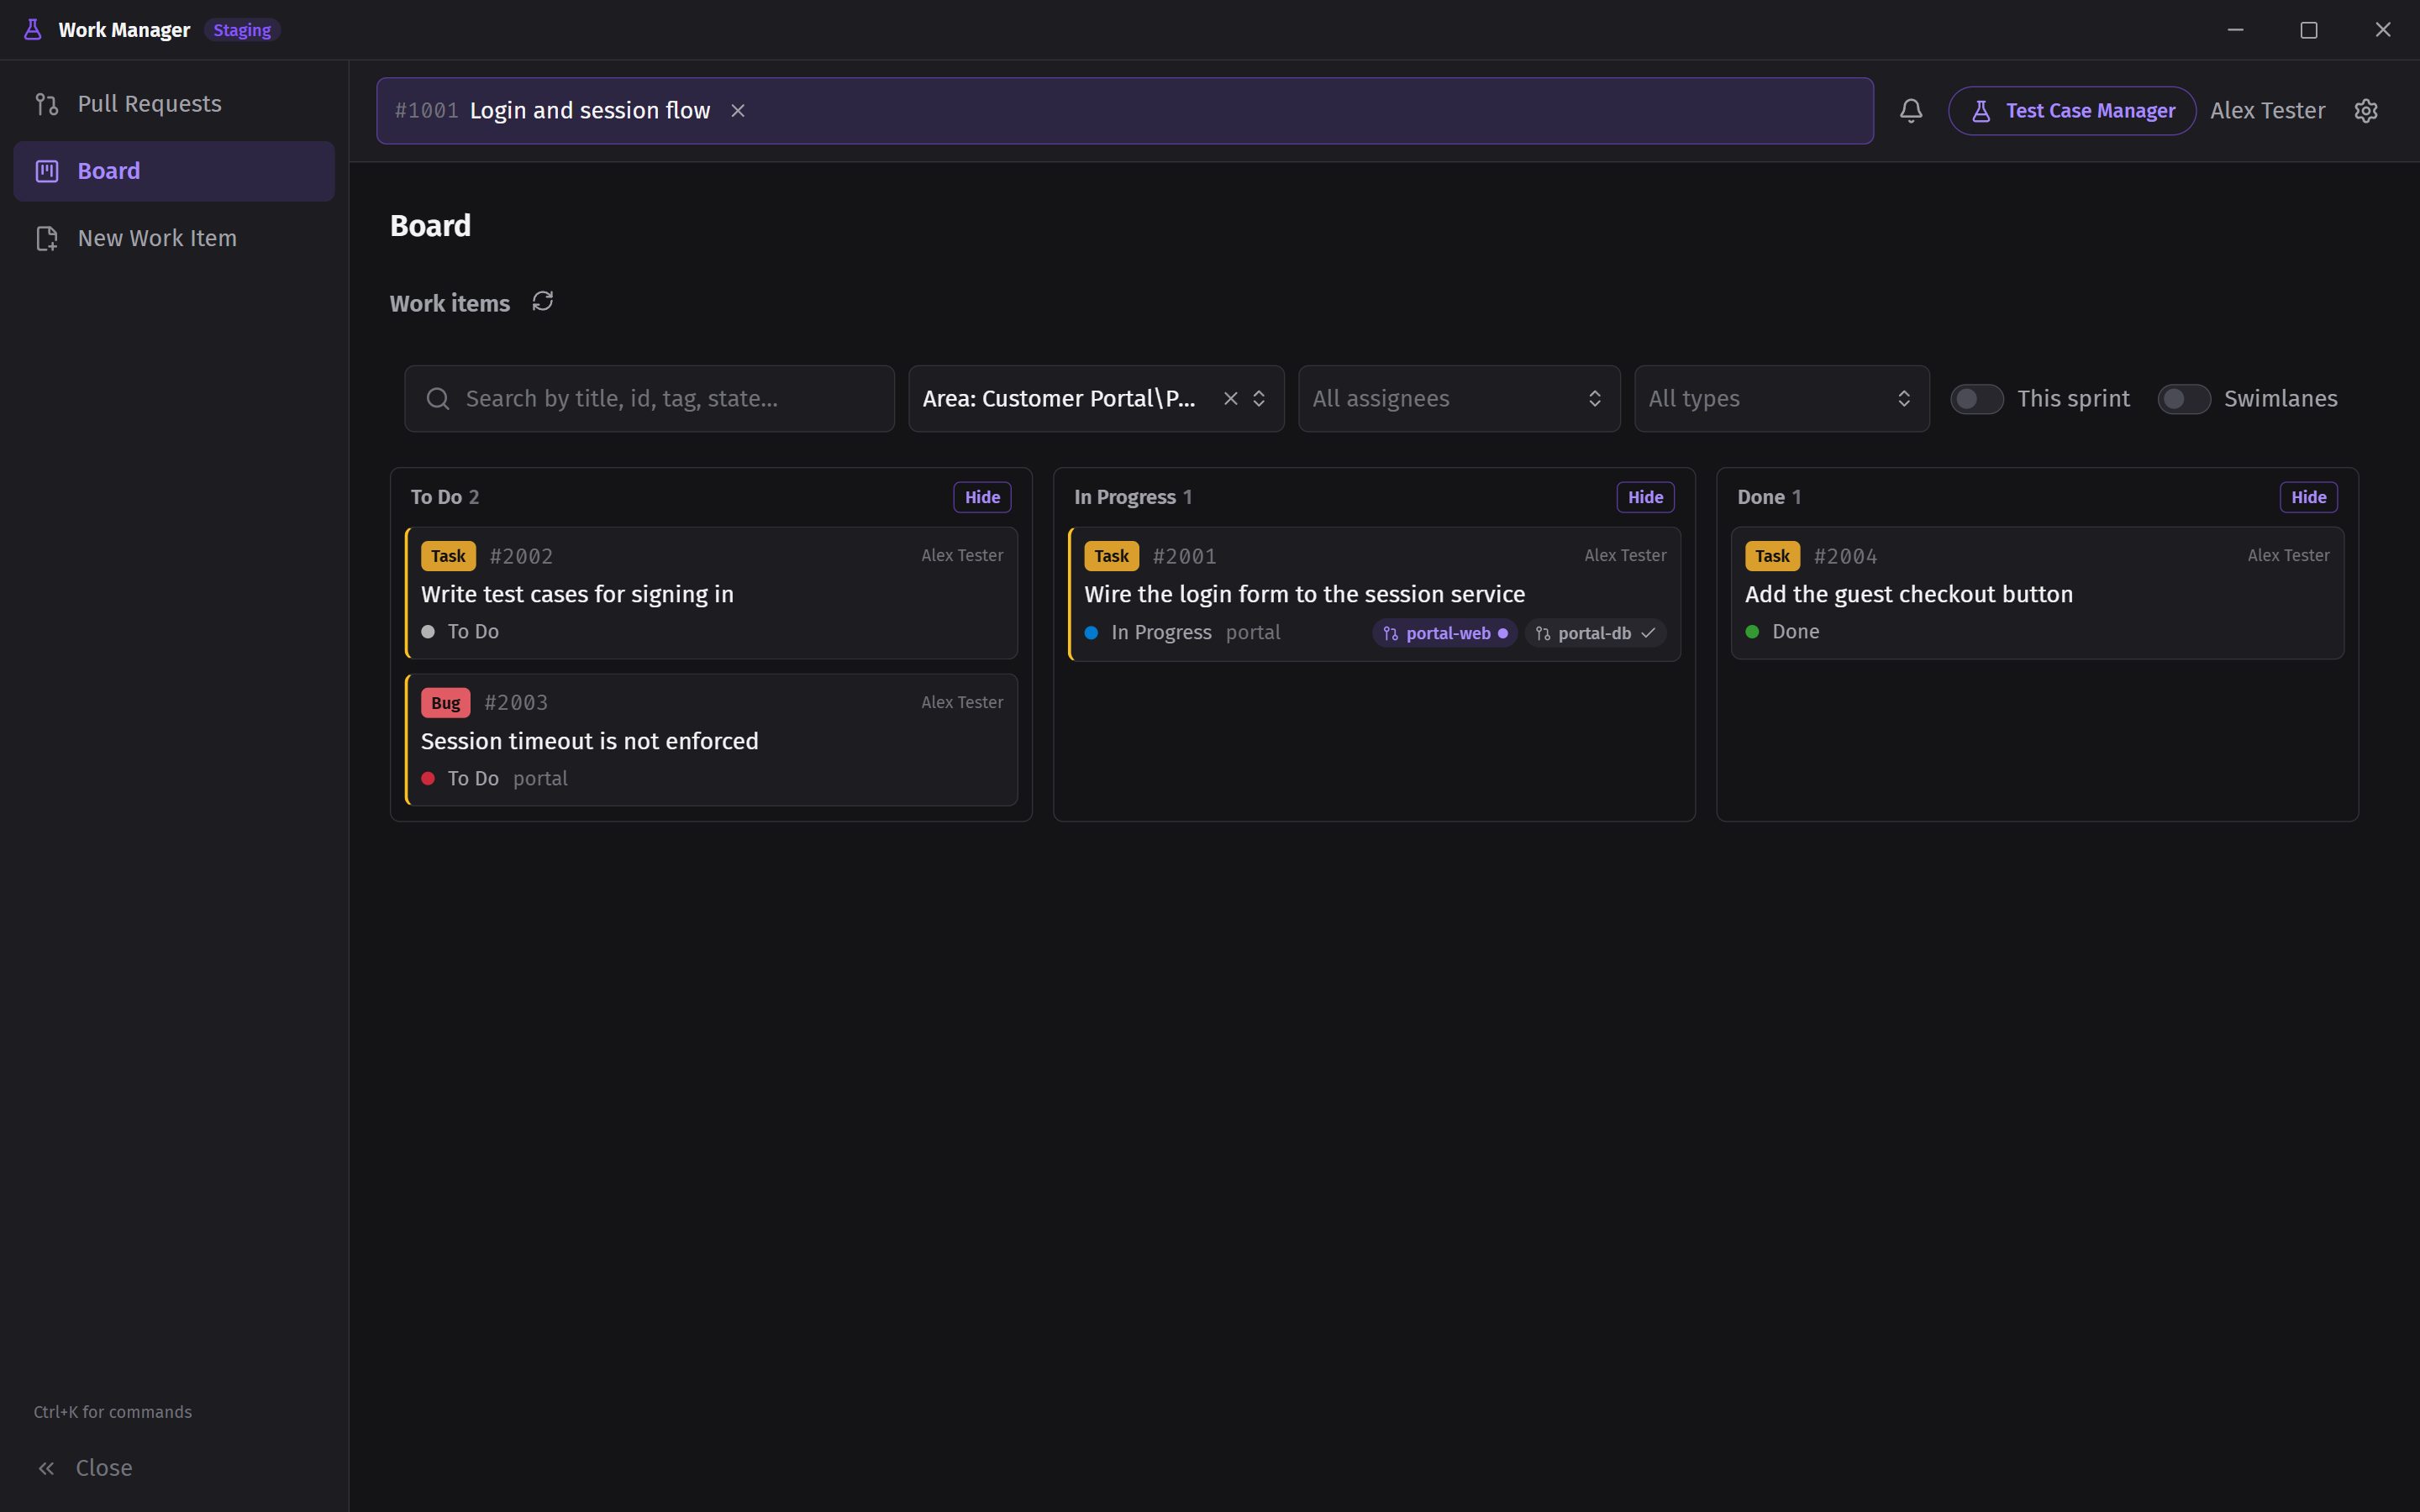 Work Manager Staging
Pull Requests
Board
New Work Item
Ctrl+K for commands
Close
#1001 Login and session flow
Test Case Manager
Alex Tester
Board
Work items
Search by title, id, tag, state...
Area: Customer Portal\P...
All assignees
All types
This sprint
Swimlanes
To Do 2
Hide
Task #2002 Alex Tester
Write test cases for signing in
To Do
Bug #2003 Alex Tester
Session timeout is not enforced
To Do portal
In Progress 1
Hide
Task #2001 Alex Tester
Wire the login form to the session service
In Progress portal portal-web portal-db
Done 1
Hide
Task #2004 Alex Tester
Add the guest checkout button
Done